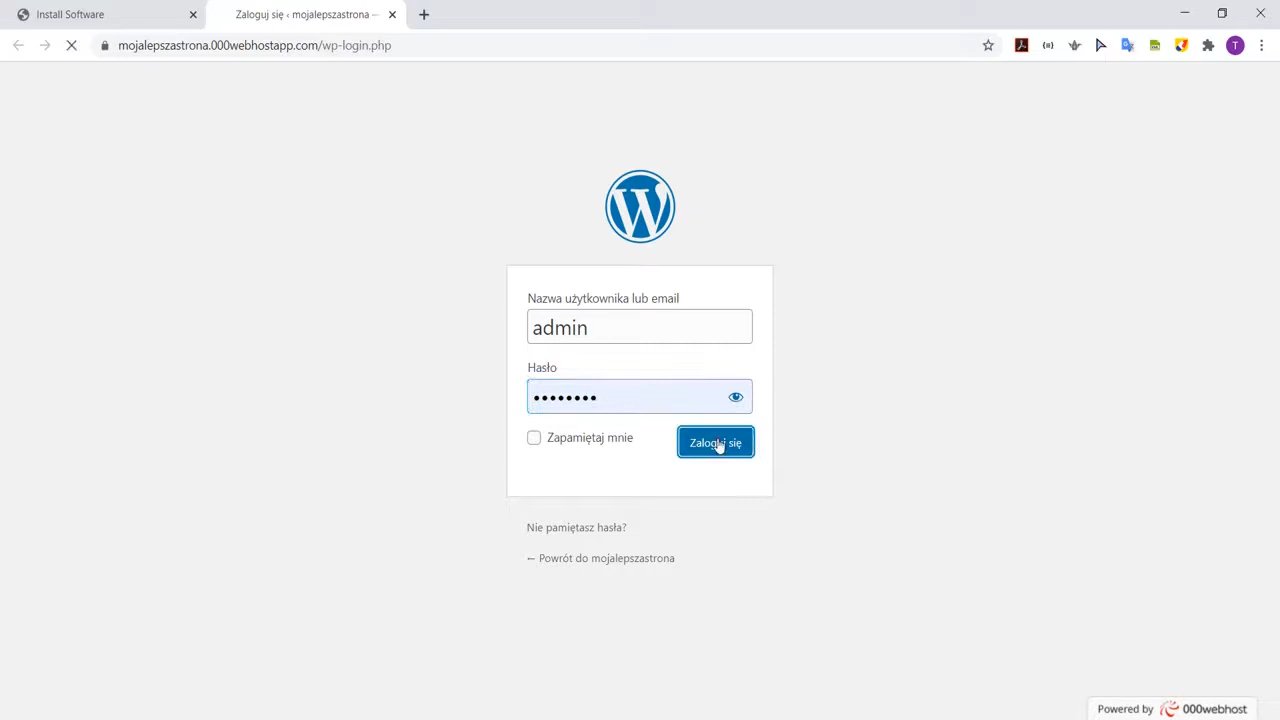 Install Software
Zaloguj się ‹ mojalepszastrona —
mojalepszastrona.000webhostapp.com/wp-login.php
T
Nazwa użytkownika lub email
admin
Hasło
••••••••
Zapamiętaj mnie
Zaloguj się
Nie pamiętasz hasła?
← Powrót do mojalepszastrona
Powered by 000webhost